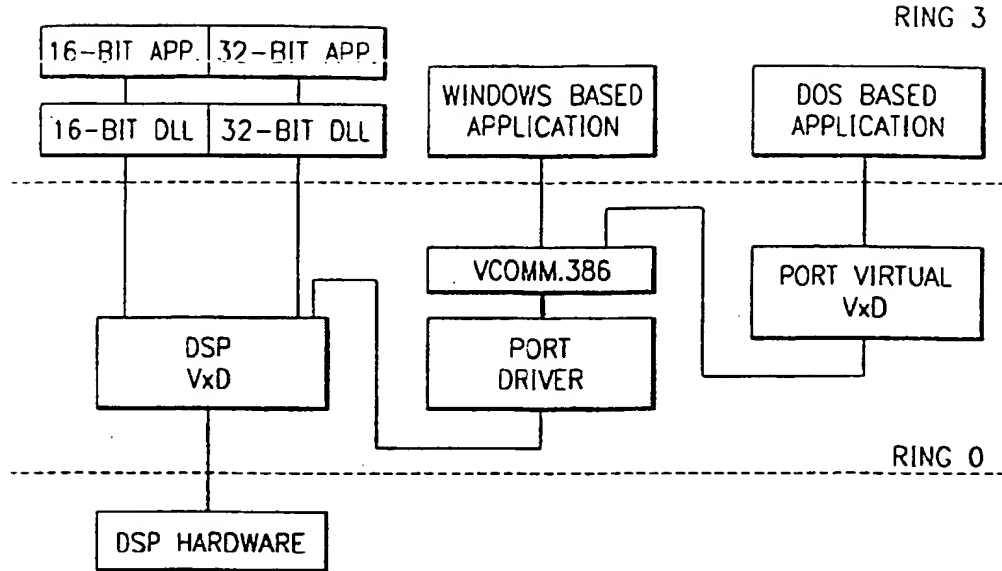 RING 3
16-BIT APP. 32-BIT APP.
WINDOWS BASED
APPLICATION
DOS BASED
APPLICATION
16-BIT DLL 32-BIT DLL
VCOMM.386
PORT VIRTUAL
VxD
DSP
VxD
PORT
DRIVER
RING 0
DSP HARDWARE